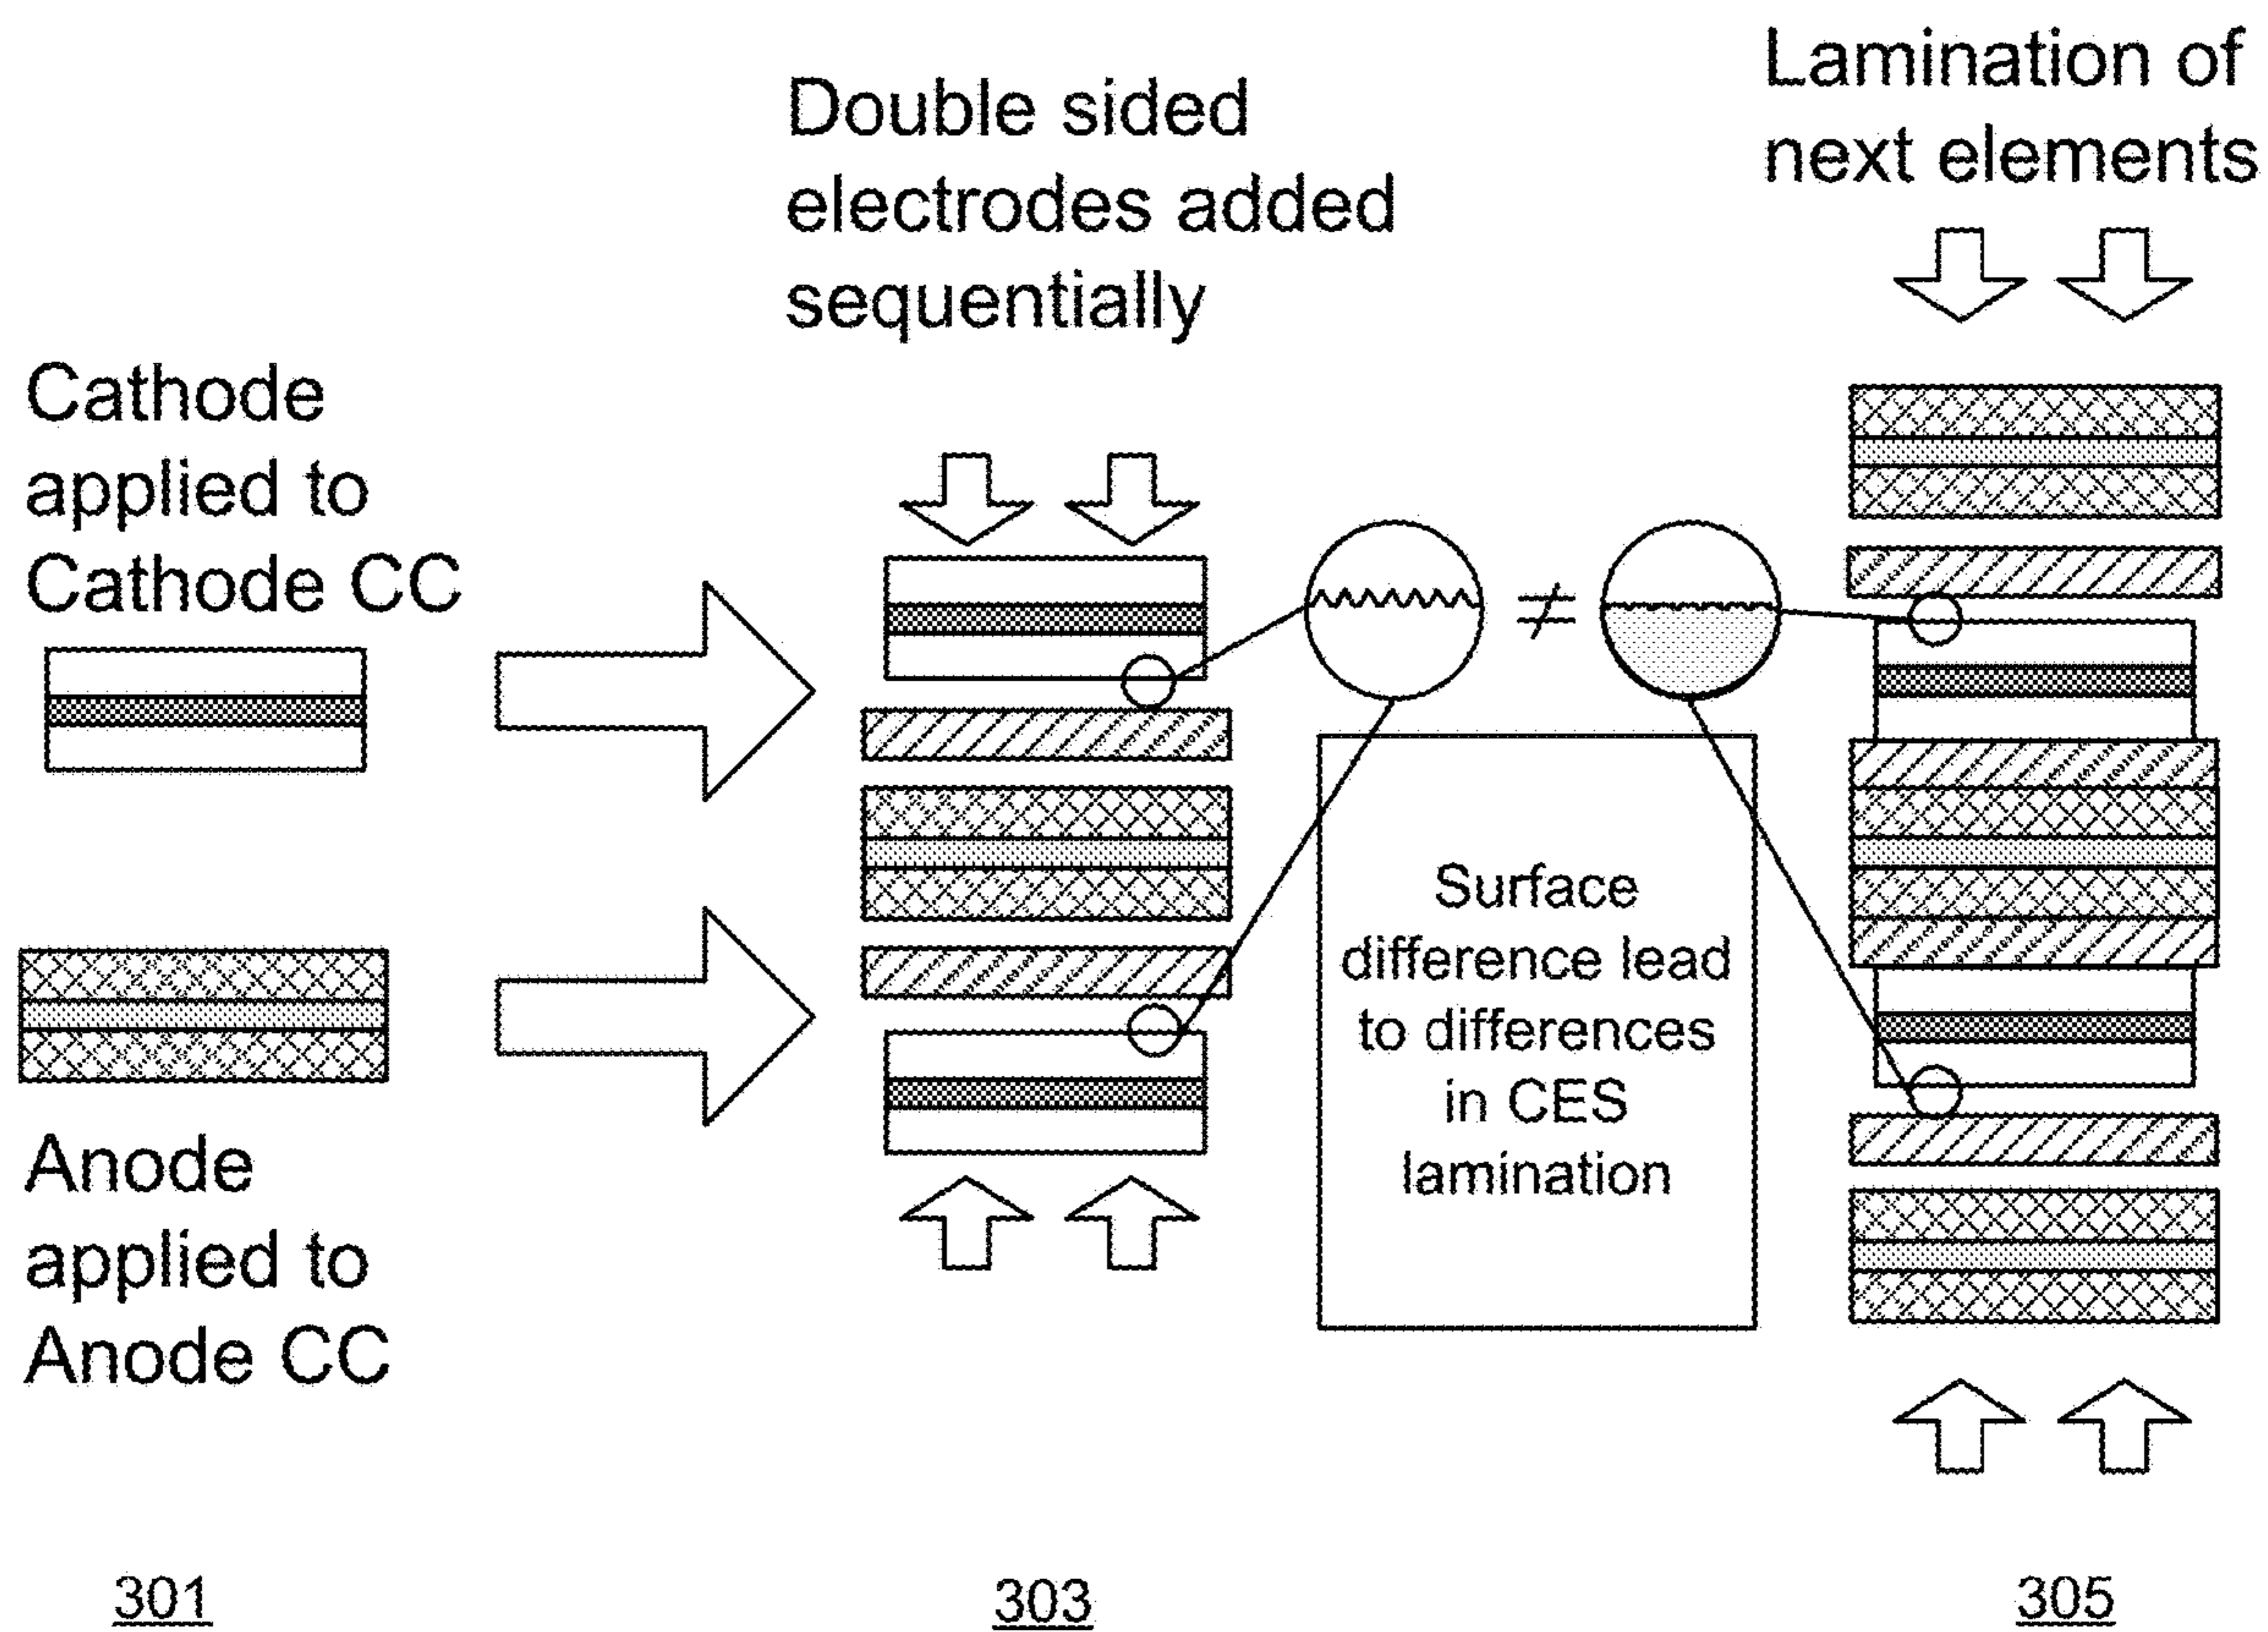 Lamination of
next elements
Double sided
electrodes added
sequentially
Cathode
applied to
Cathode CC
≠
Surface
difference lead
to differences
in CES
lamination
Anode
applied to
Anode CC
301
303
305